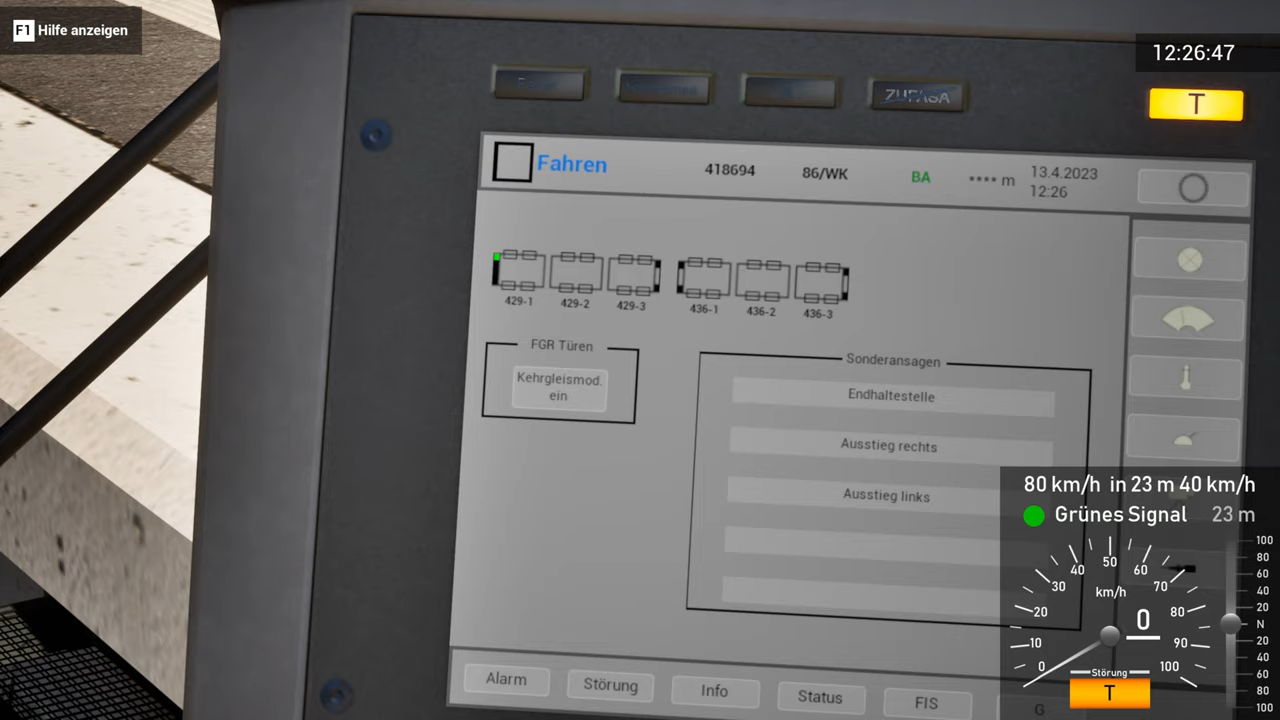 F1 Hilfe anzeigen
12:26:47
T
ZUB/SA
Fahren
418694
86/WK
BA
**** m
13.4.2023
12:26
429-1
429-2
429-3
436-1
436-2
436-3
FGR Türen
Kehrgleismod.
ein
Sonderansagen
Endhaltestelle
Ausstieg rechts
Ausstieg links
80 km/h in 23 m 40 km/h
Grünes Signal 23 m
0
10
20
30
40
50
60
70
80
90
100
km/h
0
Störung
T
100
80
60
40
20
N
20
40
60
80
100
Alarm
Störung
Info
Status
FIS
G